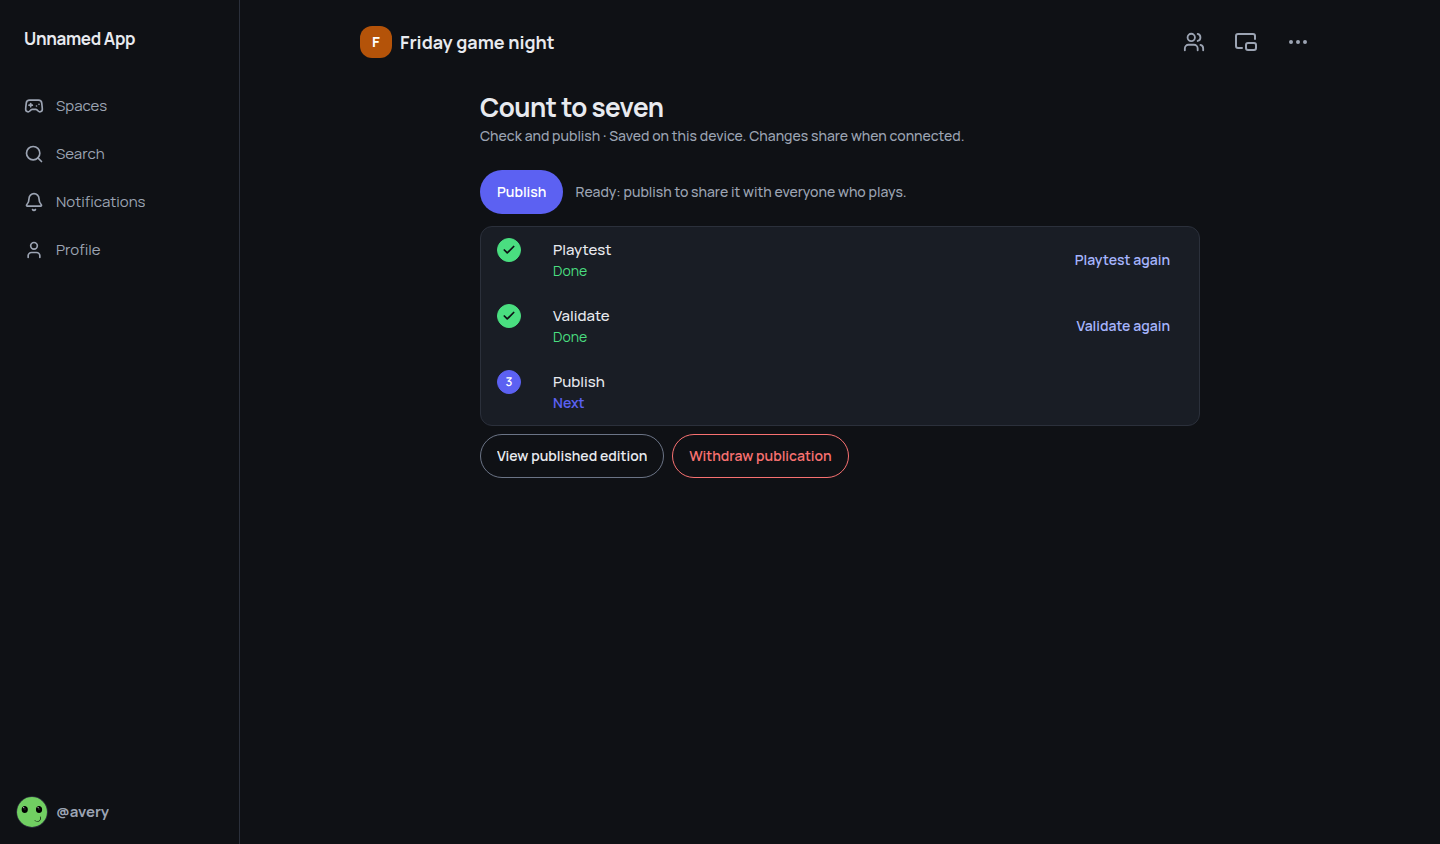 Unnamed App
Spaces
Search
Notifications
Profile
@avery
F Friday game night
Count to seven
Check and publish · Saved on this device. Changes share when connected.
Publish Ready: publish to share it with everyone who plays.
Playtest
Done
Playtest again
Validate
Done
Validate again
3 Publish
Next
View published edition Withdraw publication